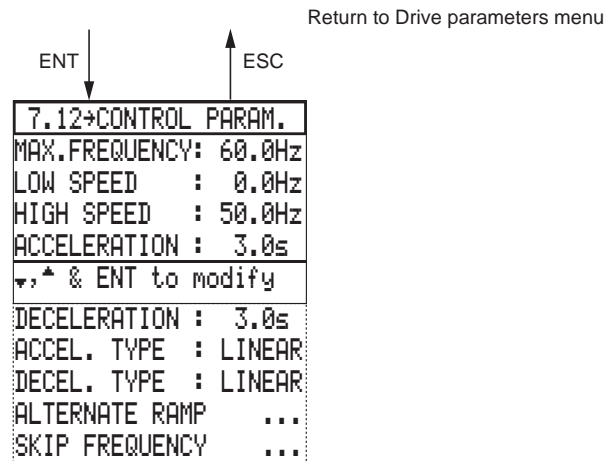 Return to Drive parameters menu
ENT
ESC
7.12→CONTROL PARAM.
MAX.FREQUENCY: 60.0Hz
LOW SPEED : 0.0Hz
HIGH SPEED : 50.0Hz
ACCELERATION : 3.0s
▼,▲ & ENT to modify
DECELERATION : 3.0s
ACCEL. TYPE : LINEAR
DECEL. TYPE : LINEAR
ALTERNATE RAMP ...
SKIP FREQUENCY ...